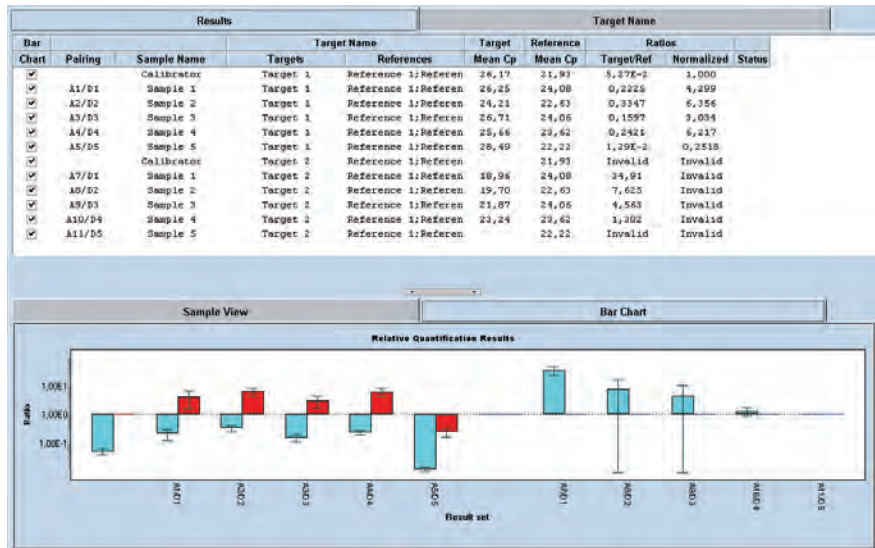 Results Target Name
Bar Target Name Target Reference Ratios
Chart Pairing Sample Name Targets References Mean Cp Mean Cp Target/Ref Normalized Status
Calibrator Target 1 Reference 1;Referen 26,17 21,93 5,27E-2 1,000
A1/D1 Sample 1 Target 1 Reference 1;Referen 26,25 24,08 0,2225 4,299
A2/D2 Sample 2 Target 1 Reference 1;Referen 24,21 22,63 0,3347 6,356
A3/D3 Sample 3 Target 1 Reference 1;Referen 26,71 24,06 0,1597 3,034
A4/D4 Sample 4 Target 1 Reference 1;Referen 25,66 23,62 0,2421 6,217
A5/D5 Sample 5 Target 1 Reference 1;Referen 28,49 22,22 1,29E-2 0,2518
Calibrator Target 2 Reference 1;Referen 21,93 Invalid Invalid
A7/D1 Sample 1 Target 2 Reference 1;Referen 18,96 24,08 34,91 Invalid
A8/D2 Sample 2 Target 2 Reference 1;Referen 19,70 22,63 7,625 Invalid
A9/D3 Sample 3 Target 2 Reference 1;Referen 21,87 24,06 4,563 Invalid
A10/D4 Sample 4 Target 2 Reference 1;Referen 23,24 23,62 1,302 Invalid
A11/D5 Sample 5 Target 2 Reference 1;Referen 22,22 Invalid Invalid
Sample View Bar Chart
Relative Quantification Results
Ratio
1,00E1
1,00E0
1,00E-1
A1/D1 A2/D2 A3/D3 A4/D4 A5/D5 A7/D1 A8/D2 A9/D3 A10/D4 A11/D5
Result set